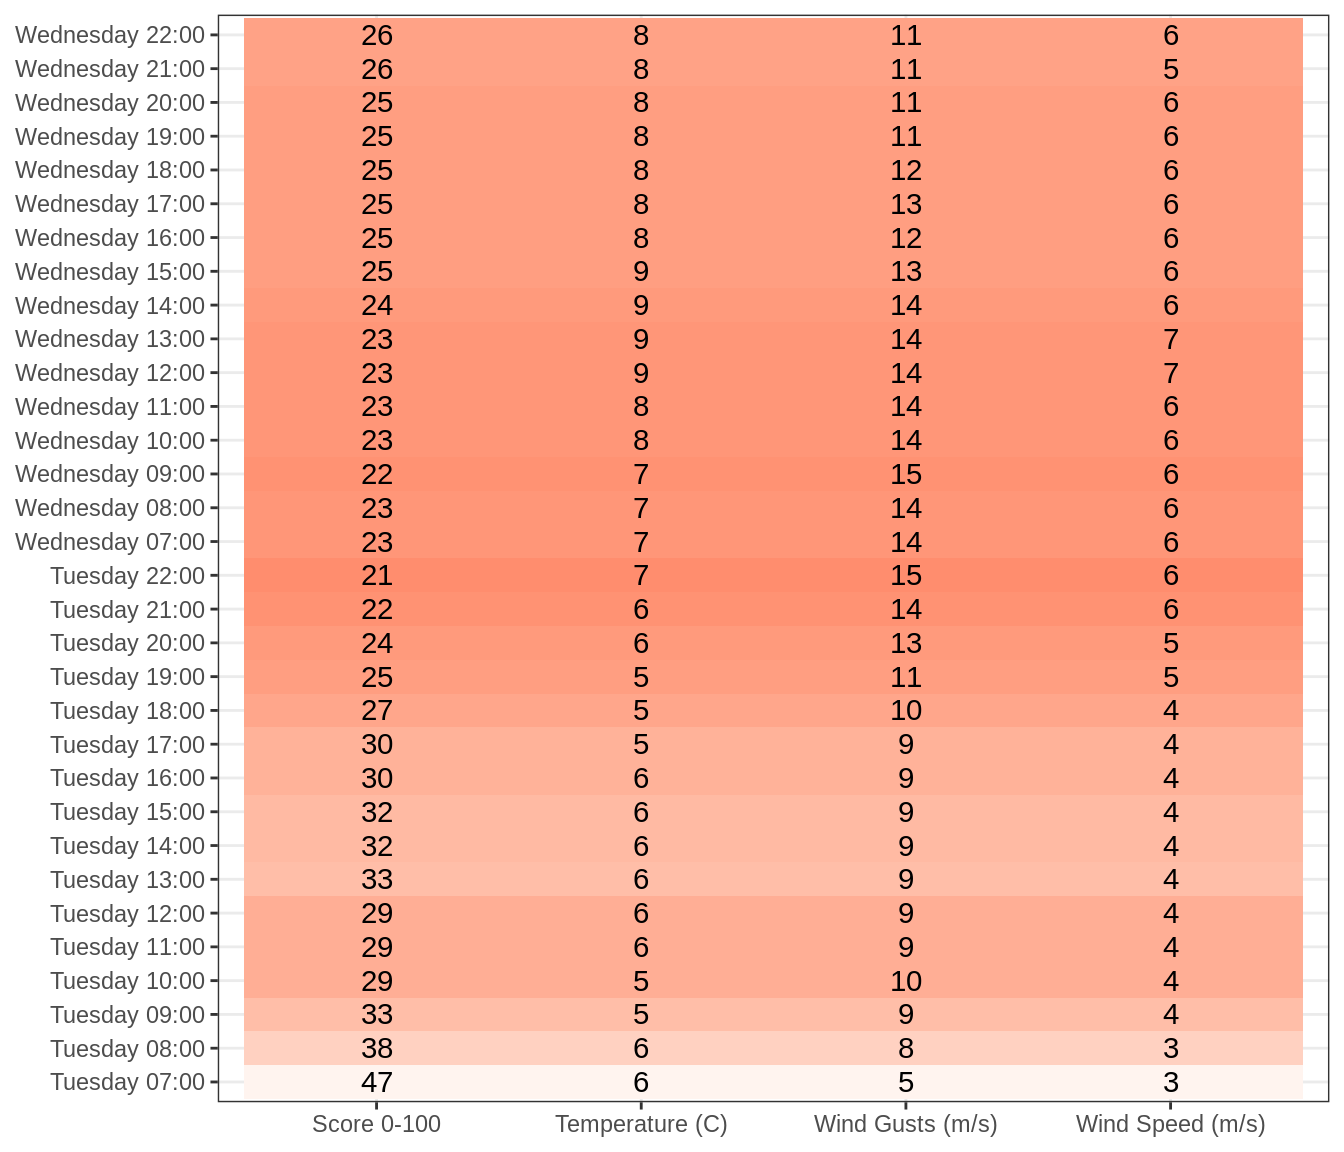 Wednesday 22:00 26 8 11 6
Wednesday 21:00 26 8 11 5
Wednesday 20:00 25 8 11 6
Wednesday 19:00 25 8 11 6
Wednesday 18:00 25 8 12 6
Wednesday 17:00 25 8 13 6
Wednesday 16:00 25 8 12 6
Wednesday 15:00 25 9 13 6
Wednesday 14:00 24 9 14 6
Wednesday 13:00 23 9 14 7
Wednesday 12:00 23 9 14 7
Wednesday 11:00 23 8 14 6
Wednesday 10:00 23 8 14 6
Wednesday 09:00 22 7 15 6
Wednesday 08:00 23 7 14 6
Wednesday 07:00 23 7 14 6
Tuesday 22:00 21 7 15 6
Tuesday 21:00 22 6 14 6
Tuesday 20:00 24 6 13 5
Tuesday 19:00 25 5 11 5
Tuesday 18:00 27 5 10 4
Tuesday 17:00 30 5 9 4
Tuesday 16:00 30 6 9 4
Tuesday 15:00 32 6 9 4
Tuesday 14:00 32 6 9 4
Tuesday 13:00 33 6 9 4
Tuesday 12:00 29 6 9 4
Tuesday 11:00 29 6 9 4
Tuesday 10:00 29 5 10 4
Tuesday 09:00 33 5 9 4
Tuesday 08:00 38 6 8 3
Tuesday 07:00 47 6 5 3
Score 0-100 Temperature (C) Wind Gusts (m/s) Wind Speed (m/s)